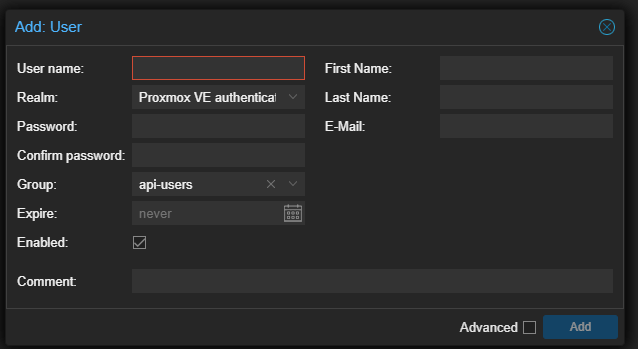 Add: User
User name:
Realm: Proxmox VE authenticat
Password:
Confirm password:
Group: api-users
Expire: never
Enabled:
First Name:
Last Name:
E-Mail:
Comment:
Advanced Add